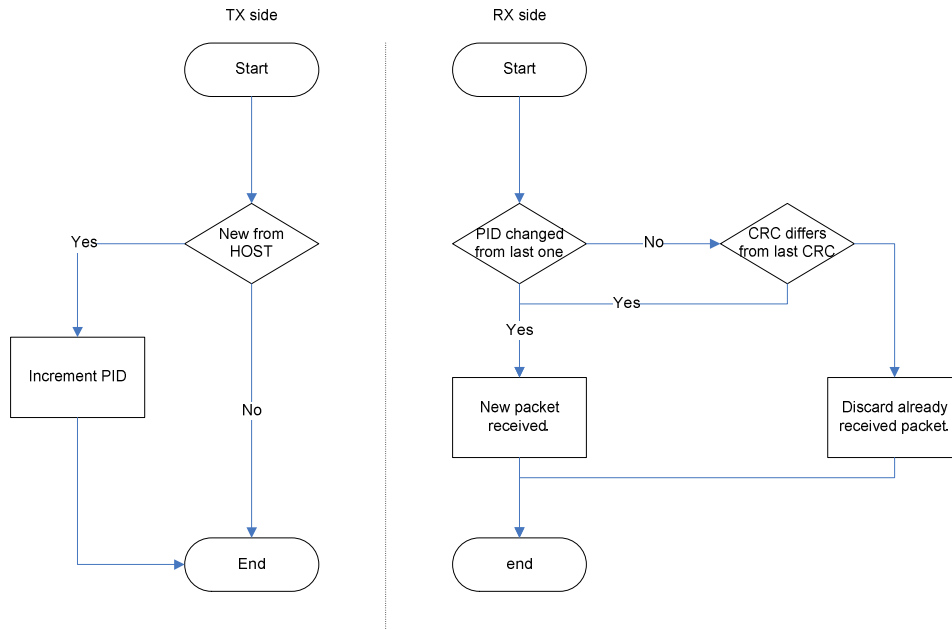 TX side
RX side
Start
Start
New from
HOST
Yes
PID changed
from last one
No
CRC differs
from last CRC
Yes
Yes
Increment PID
No
New packet
received.
Discard already
received packet.
End
end